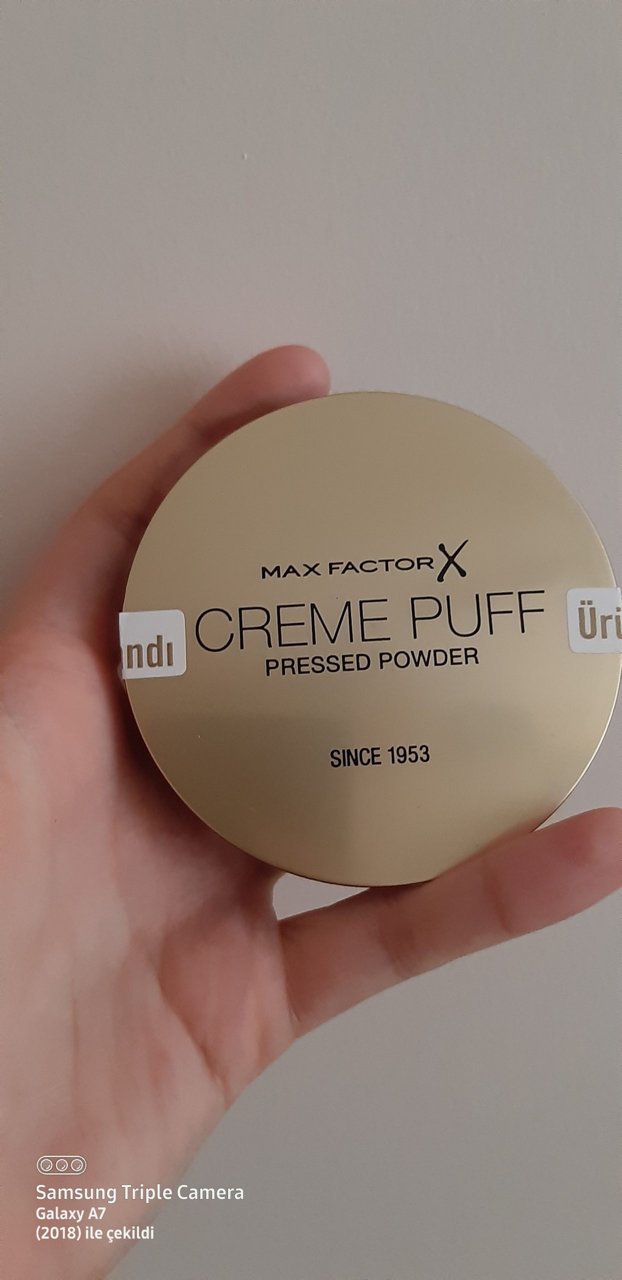 MAX FACTOR X
CREME PUFF
PRESSED POWDER
ndı
Üri
SINCE 1953
Samsung Triple Camera
Galaxy A7
(2018) ile çekildi